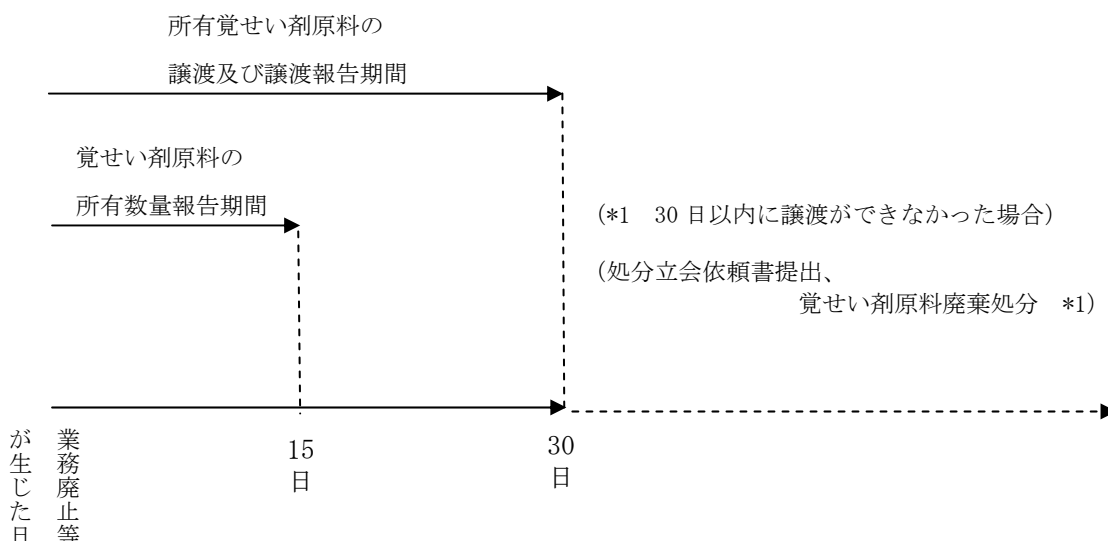 所有覚せい剤原料の
譲渡及び譲渡報告期間
覚せい剤原料の
所有数量報告期間
(*1 30日以内に譲渡ができなかった場合)
(処分立会依頼書提出、
覚せい剤原料廃棄処分 *1)
15
日
30
日
業務廃止等
が生じた日